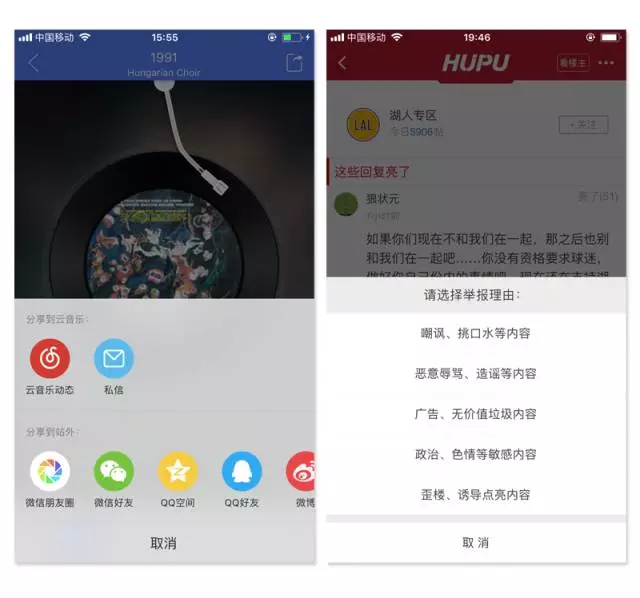 中国移动
15:55
1991
Hungarian Choir
分享到云音乐:
云音乐动态
私信
分享到站外:
微信朋友圈
微信好友
QQ空间
QQ好友
微博
取消
中国移动
19:46
HUPU
看楼主
湖人专区
LAL
今日5906帖
+关注
这些回复亮了
狼状元
亮了(51)
如果你们现在不和我们在一起，那之后也别
和我们在一起吧......你没有资格要求球迷，
请选择举报理由:
嘲讽、挑口水等内容
恶意辱骂、造谣等内容
广告、无价值垃圾内容
政治、色情等敏感内容
歪楼、诱导点亮内容
取 消